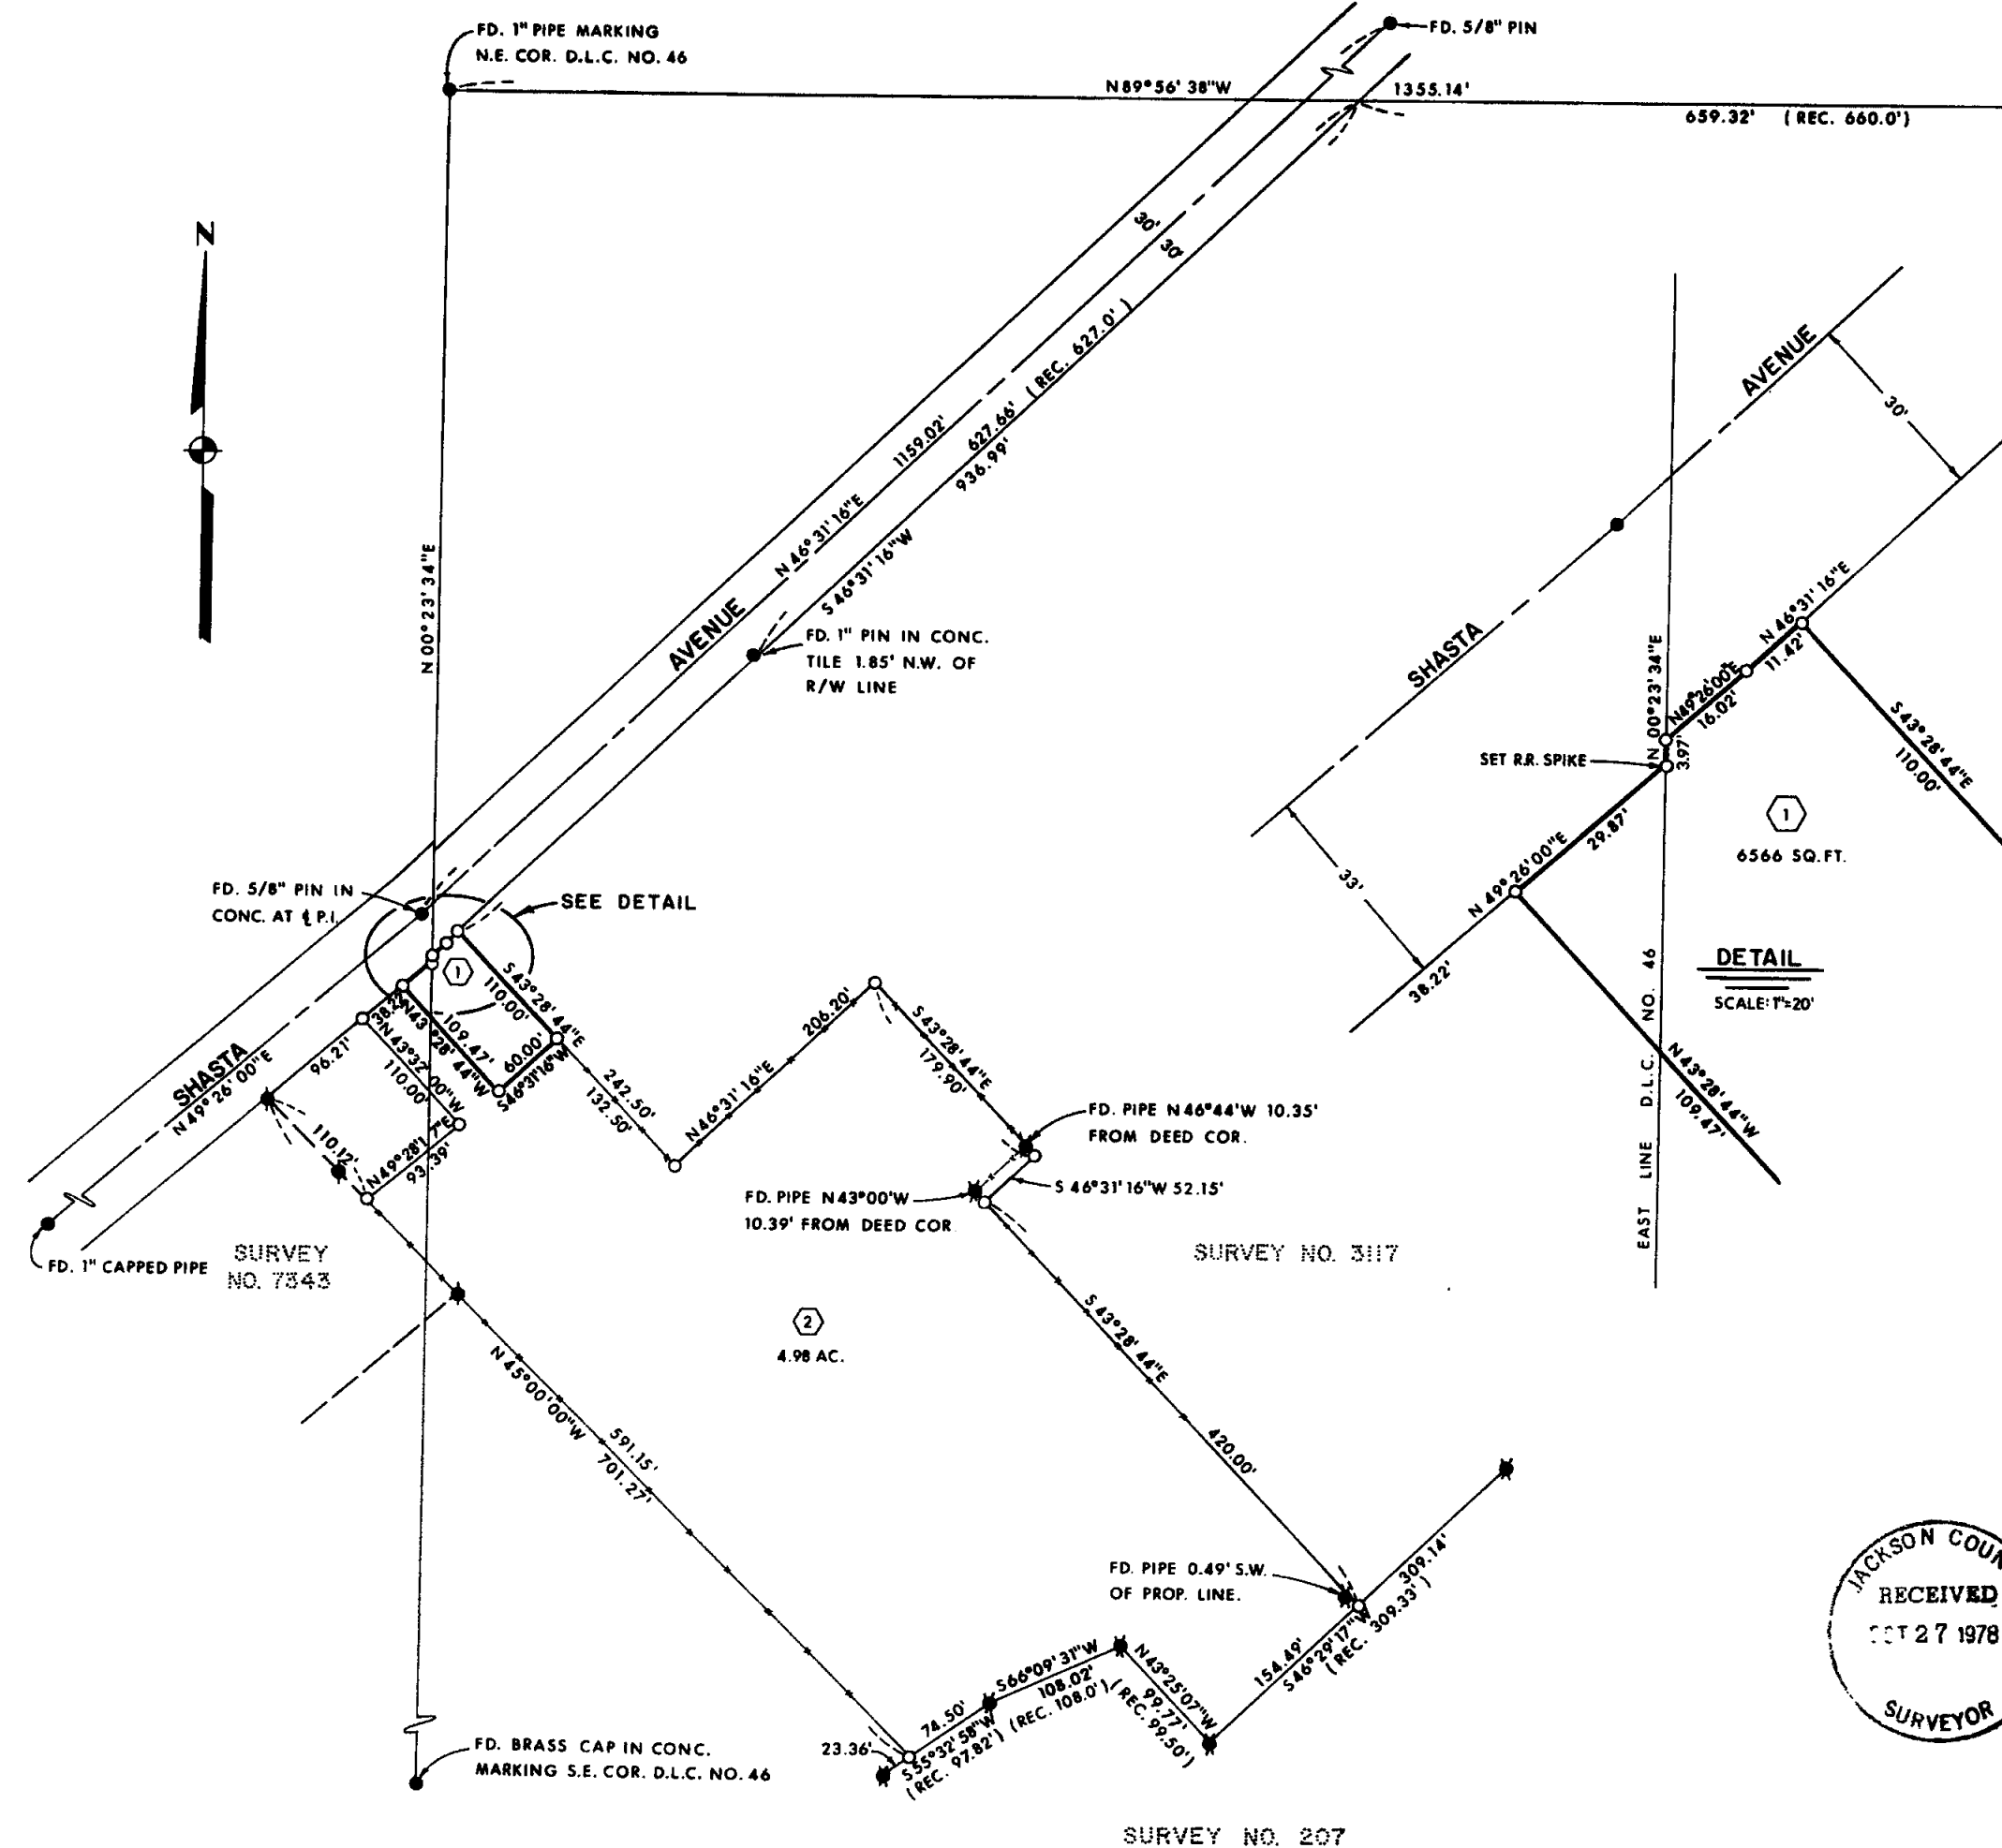 FD. 1" PIPE MARKING
N.E. COR. D.L.C. NO. 46
FD. 5/8" PIN
N89°56'38"W
1355.14'
659.32' (REC. 660.0')
N
30'
30'
1159.02'
N 46°31'16"E
627.66' (REC. 627.0')
936.99'
S 46°31'16"W
AVENUE
N 00°23'34"E
FD. 1" PIN IN CONC.
TILE 1.85' N.W. OF
R/W LINE
FD. 5/8" PIN IN
CONC. AT ℄ P.I.
SEE DETAIL
1
S43°28'44"E
110.00'
38.22'
N43°28'44"W
109.47'
60.00'
S46°31'16"W
N43°32'00"W
110.00'
96.21'
SHASTA
N49°26'00"E
110.12'
N49°28'17"E
93.39'
242.50'
132.50'
N46°31'16"E
206.20'
S43°28'44"E
179.90'
FD. PIPE N46°44'W 10.35'
FROM DEED COR.
S 46°31'16"W 52.15'
FD. PIPE N43°00'W
10.39' FROM DEED COR.
FD. 1" CAPPED PIPE
SURVEY
NO. 7343
SURVEY NO. 3117
2
4.98 AC.
S 43°28'44"E
420.00'
N 45°00'00"W
591.15'
701.27'
FD. PIPE 0.49' S.W.
OF PROP. LINE.
309.14'
154.49'
S46°29'17"W
(REC. 309.33')
N43°25'07"W
99.77'
(REC. 99.50')
S66°09'31"W
108.02'
(REC. 108.0')
74.50'
S55°32'58"W
(REC. 97.82')
23.36'
FD. BRASS CAP IN CONC.
MARKING S.E. COR. D.L.C. NO. 46
SURVEY NO. 207
AVENUE
30'
SHASTA
N 46°31'16"E
11.42'
N49°26'00"E
16.02'
N 00°23'34"E
3.97'
SET R.R. SPIKE
S43°28'44"E
110.00'
1
6566 SQ.FT.
N 49°26'00"E
29.87'
33'
38.22'
DETAIL
SCALE: 1"=20'
EAST LINE D.L.C. NO. 46
N43°28'44"W
109.47'
JACKSON COUN
RECEIVED
27 1978
SURVEYOR